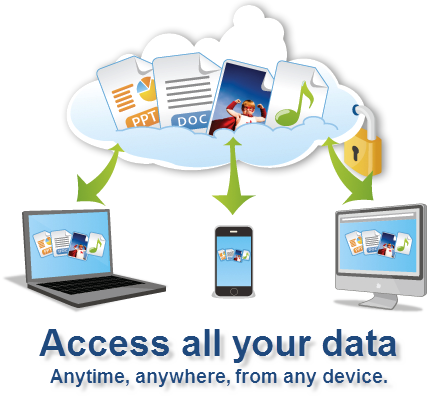 PPT
DOC
Access all your data
Anytime, anywhere, from any device.